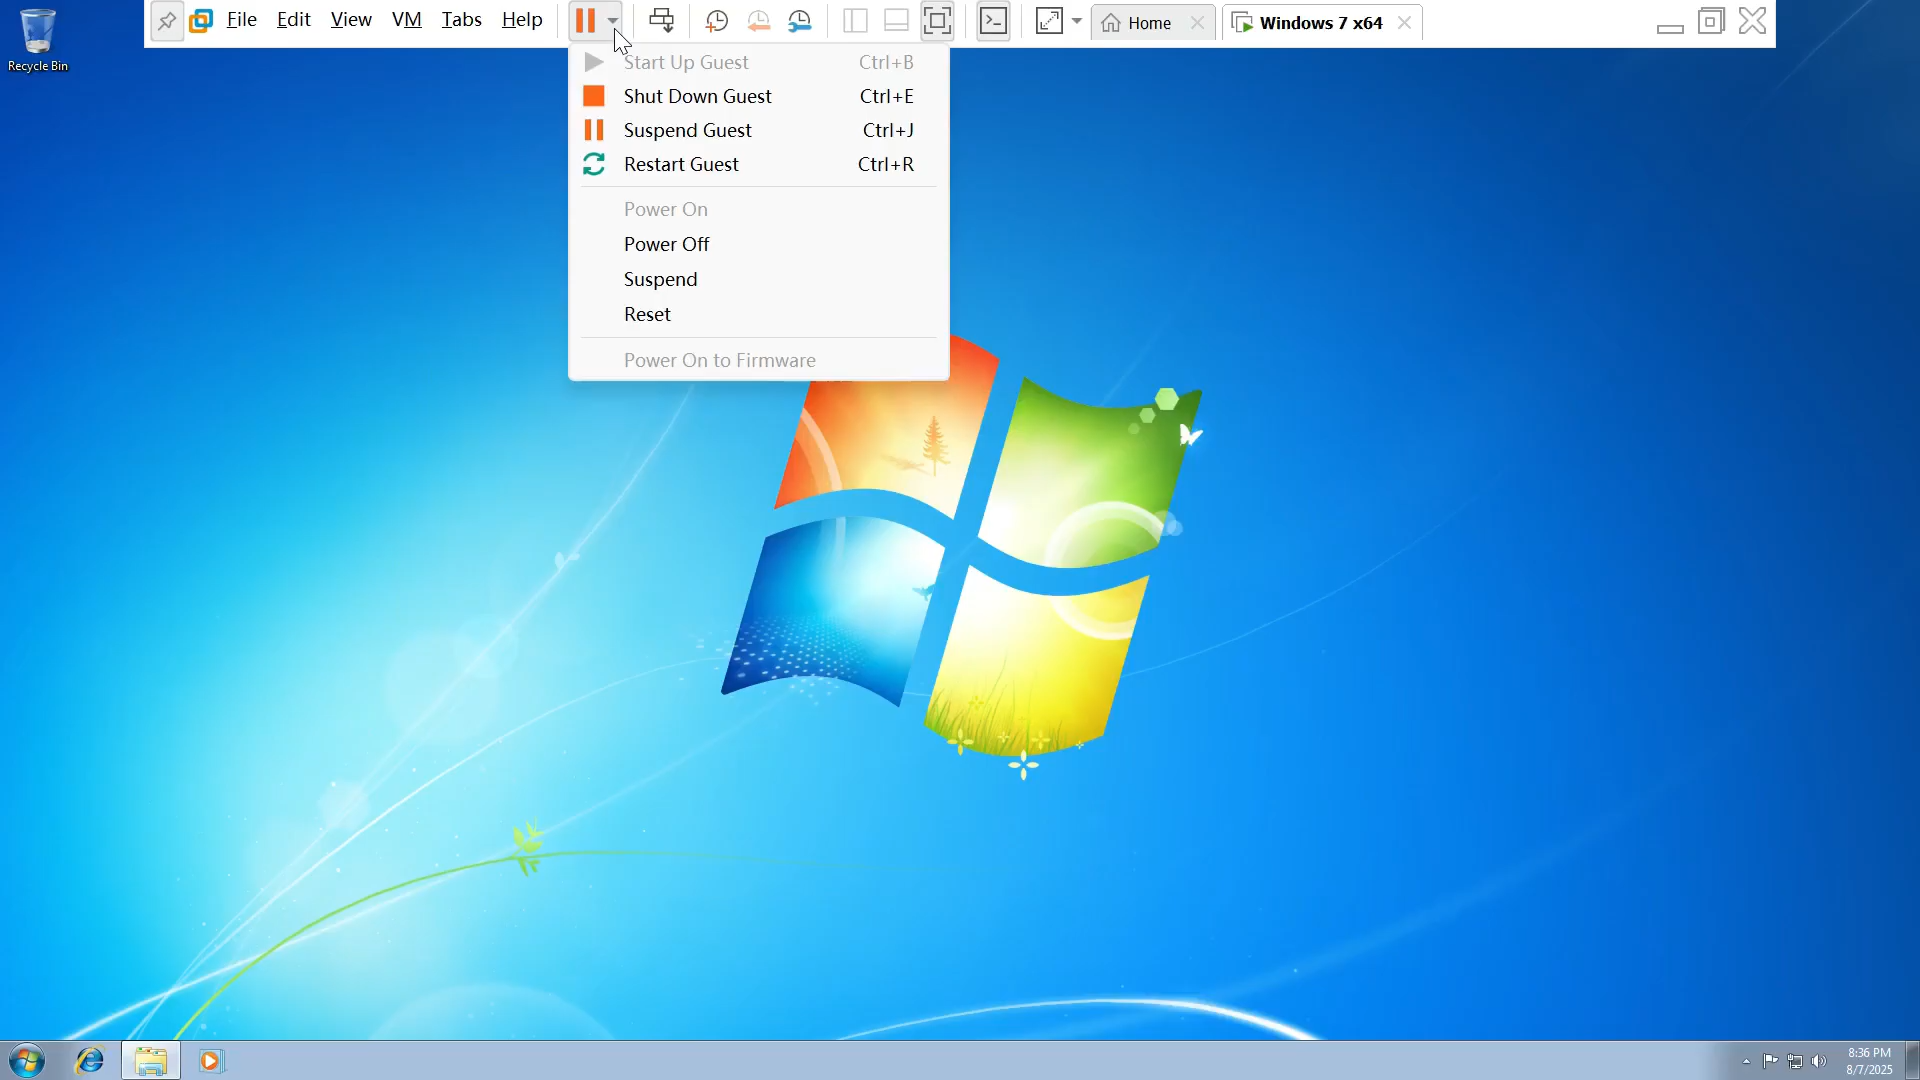 File Edit View VM Tabs Help Home Windows 7 x64
Recycle Bin
Start Up Guest Ctrl+B
Shut Down Guest Ctrl+E
Suspend Guest Ctrl+J
Restart Guest Ctrl+R
Power On
Power Off
Suspend
Reset
Power On to Firmware
8:36 PM
8/7/2025